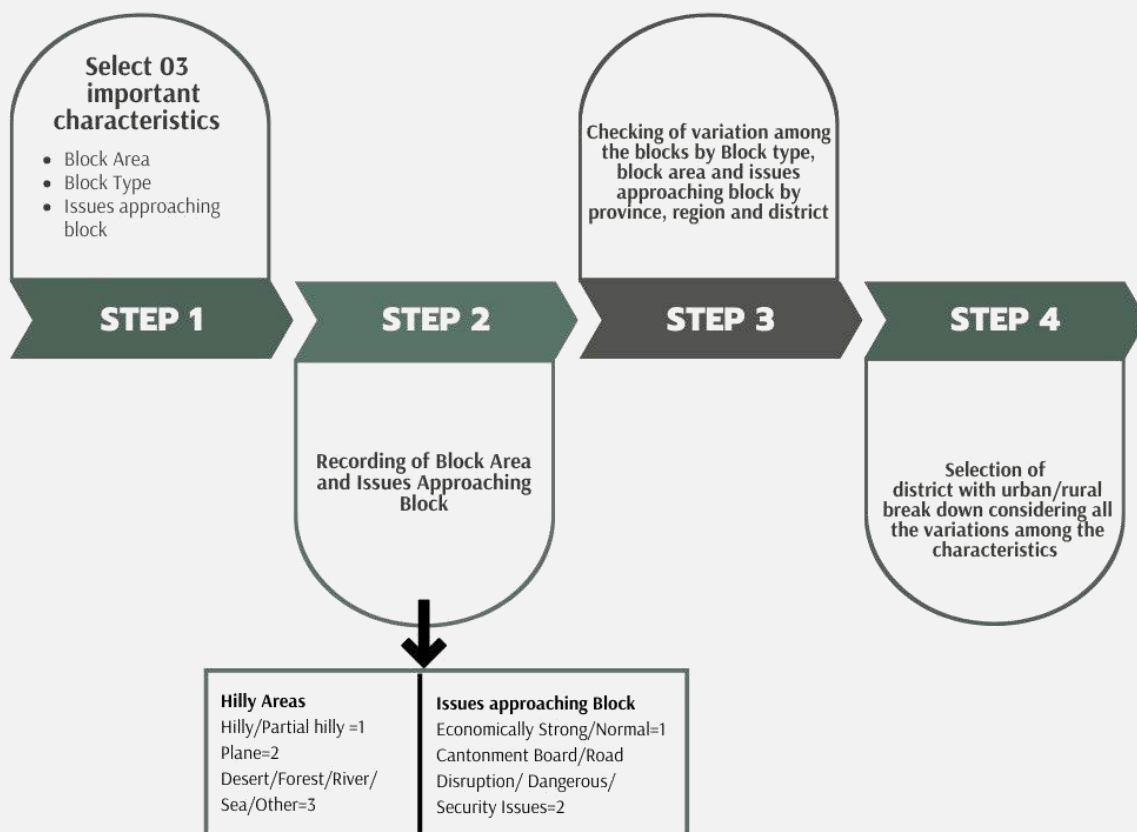 Select 03
important
characteristics
• Block Area
• Block Type
• Issues approaching
block
STEP 1
STEP 2
Recording of Block Area
and Issues Approaching
Block
Hilly Areas
Hilly/Partial hilly =1
Plane=2
Desert/Forest/River/
Sea/Other=3
Issues approaching Block
Economically Strong/Normal=1
Cantonment Board/Road
Disruption/ Dangerous/
Security Issues=2
Checking of variation among
the blocks by Block type,
block area and issues
approaching block by
province, region and district
STEP 3
STEP 4
Selection of
district with urban/rural
break down considering all
the variations among the
characteristics